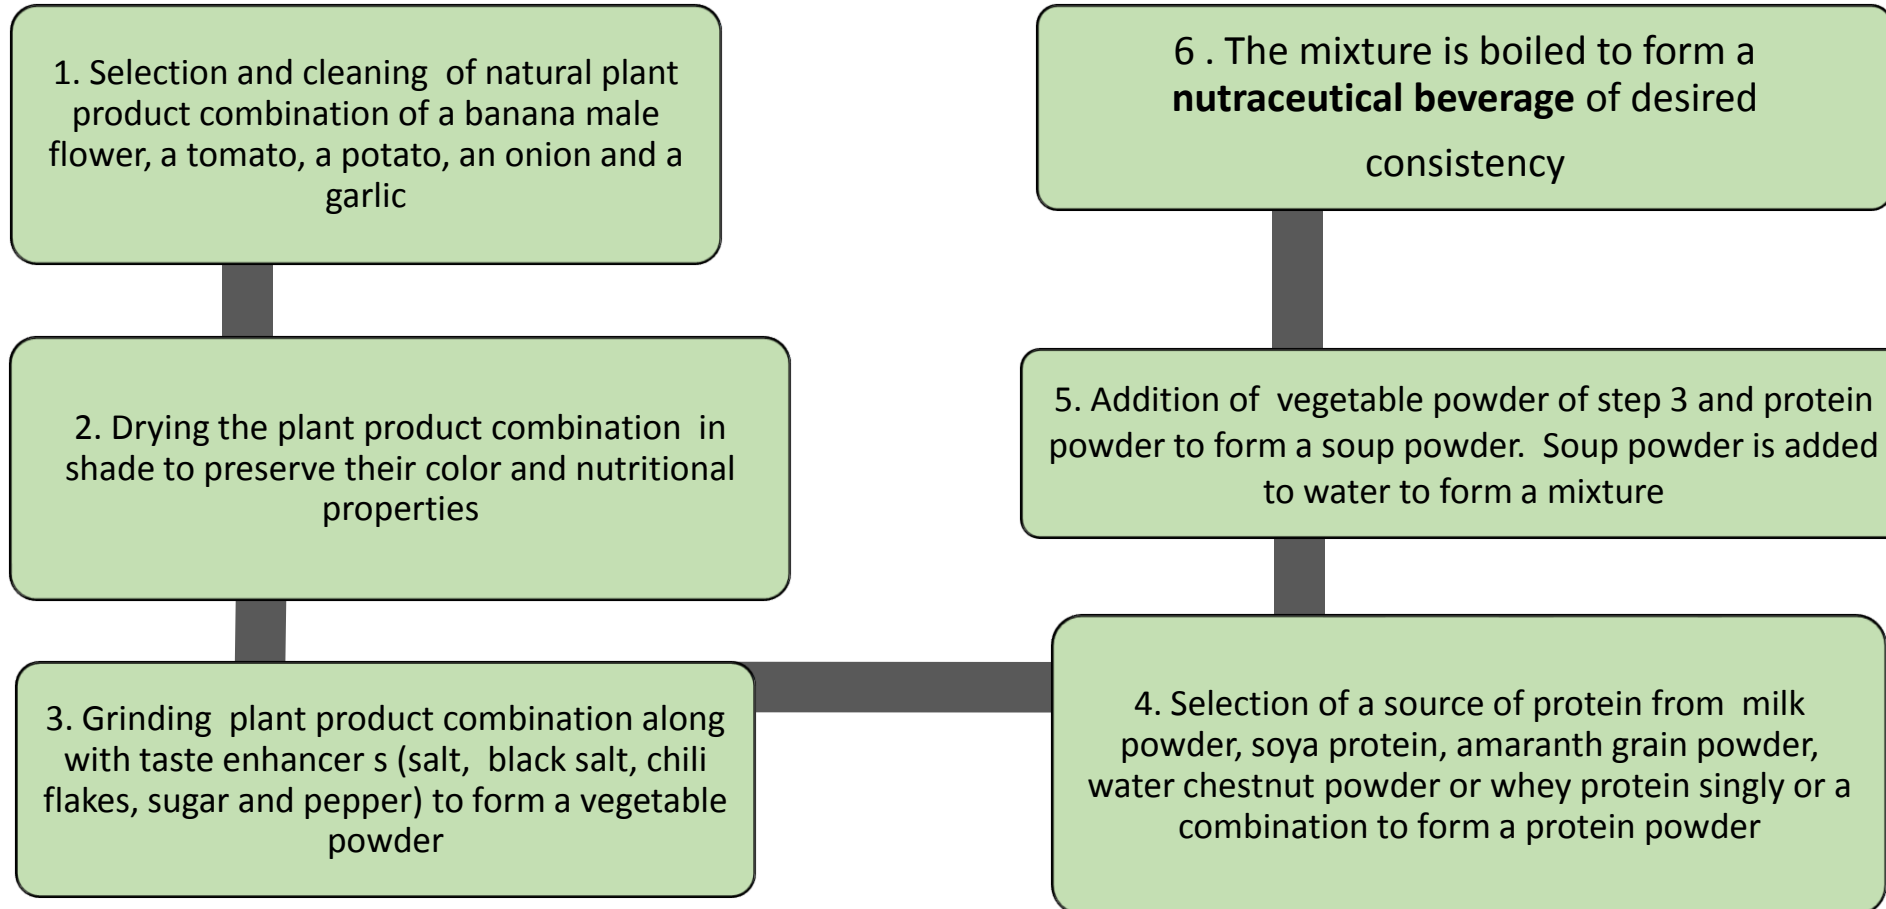 1. Selection and cleaning  of natural plant
product combination of a banana male
flower, a tomato, a potato, an onion and a
garlic
2. Drying the plant product combination  in
shade to preserve their color and nutritional
properties
3. Grinding  plant product combination along
with taste enhancer s (salt,  black salt, chili
flakes, sugar and pepper) to form a vegetable
powder
4. Selection of a source of protein from  milk
powder, soya protein, amaranth grain powder,
water chestnut powder or whey protein singly or a
combination to form a protein powder
5. Addition of  vegetable powder of step 3 and protein
powder to form a soup powder.  Soup powder is added
to water to form a mixture
6 . The mixture is boiled to form a
nutraceutical beverage of desired
consistency